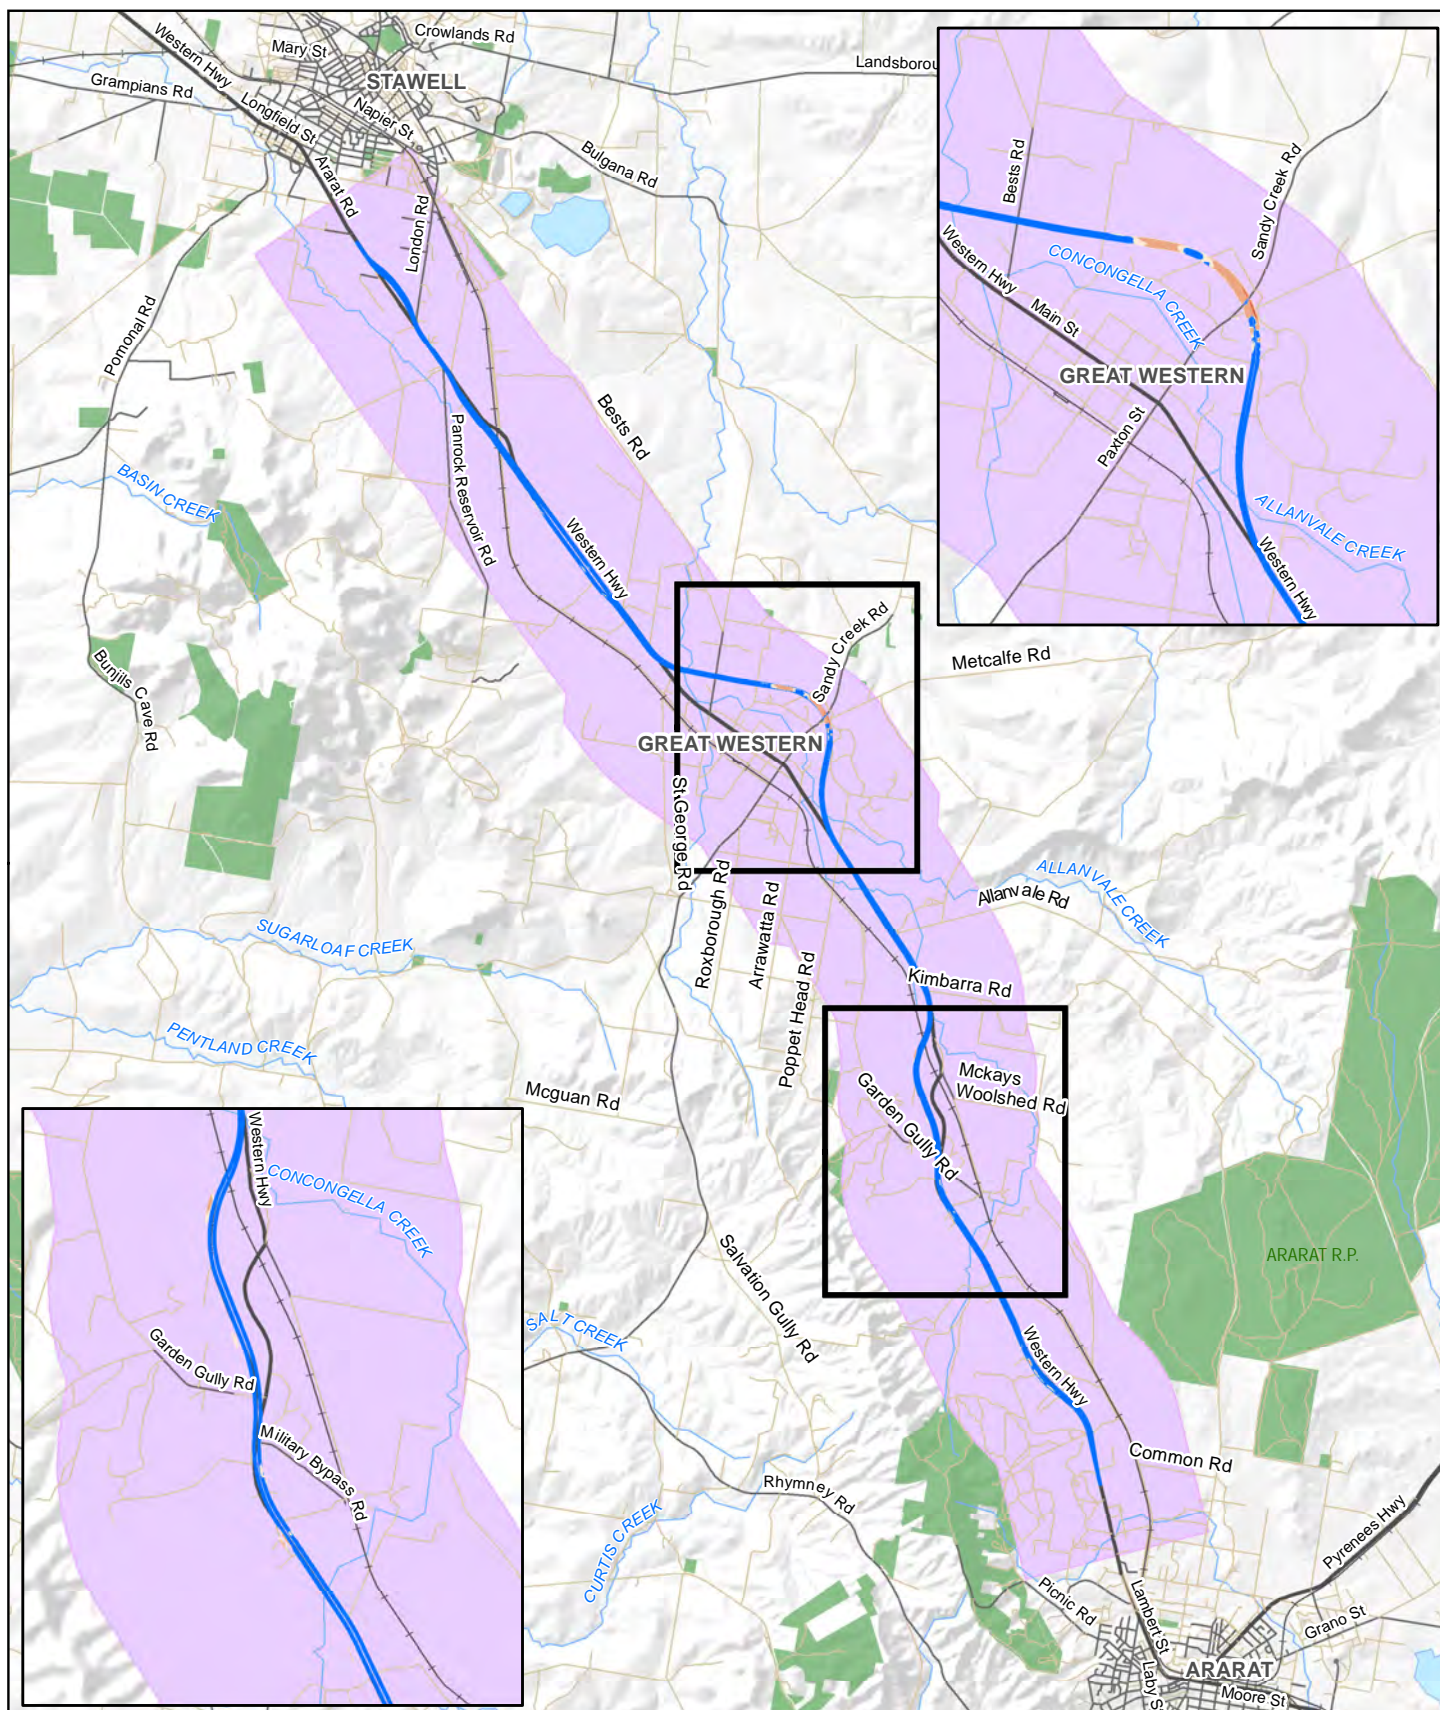 Crowlands Rd
Mary St
Western Hwy
STAWELL
Landsborou
Grampians Rd
Longfield St
Napier St
Bulgana Rd
Ararat Rd
London Rd
Pomonal Rd
Bests Rd
Panrock Reservoir Rd
BASIN CREEK
Western Hwy
Bunjils Cave Rd
Sandy Creek Rd
Metcalfe Rd
GREAT WESTERN
St George Rd
Roxborough Rd
Arrawatta Rd
Poppet Head Rd
Allanvale Rd
ALLANVALE CREEK
SUGARLOAF CREEK
Kimbarra Rd
PENTLAND CREEK
Mcguan Rd
Mckays
Woolshed Rd
Garden Gully Rd
Salvation Gully Rd
ARARAT R.P.
SALT CREEK
Western Hwy
Common Rd
Rhymney Rd
CURTIS CREEK
Pyrenees Hwy
Picnic Rd
Lambert St
Grano St
ARARAT
Laby S
Moore St
Bests Rd
Sandy Creek Rd
Western Hwy
CONCONGELLA CREEK
Main St
GREAT WESTERN
Paxton St
ALLANVALE CREEK
Western Hwy
Western Hwy
CONCONGELLA CREEK
Garden Gully Rd
Military Bypass Rd